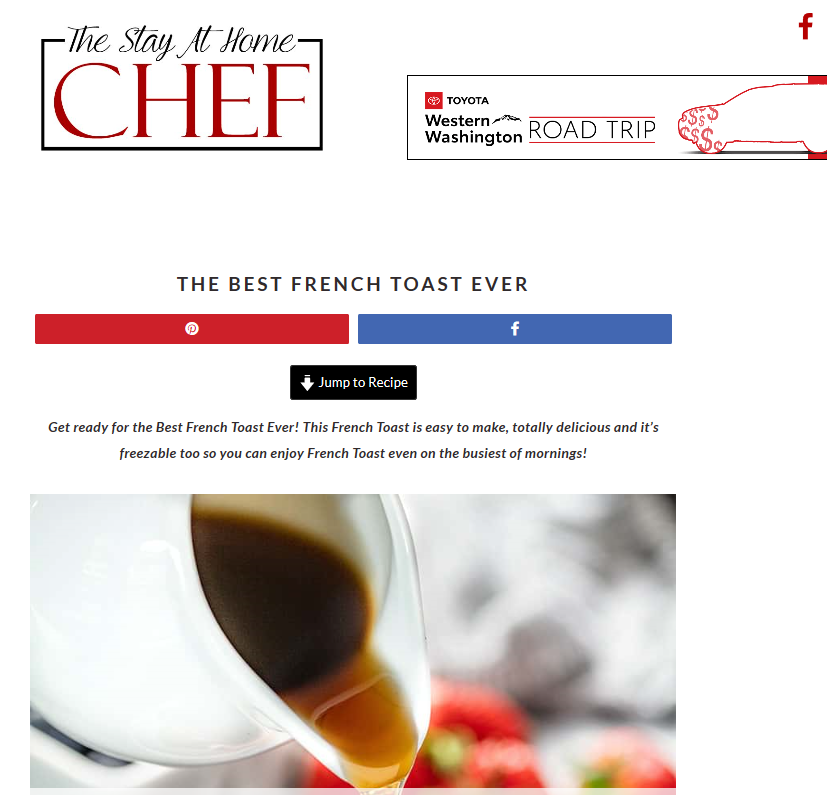 The Stay At Home
CHEF
TOYOTA
Western
Washington
ROAD TRIP
THE BEST FRENCH TOAST EVER
Jump to Recipe
Get ready for the Best French Toast Ever! This French Toast is easy to make, totally delicious and it's
freezable too so you can enjoy French Toast even on the busiest of mornings!